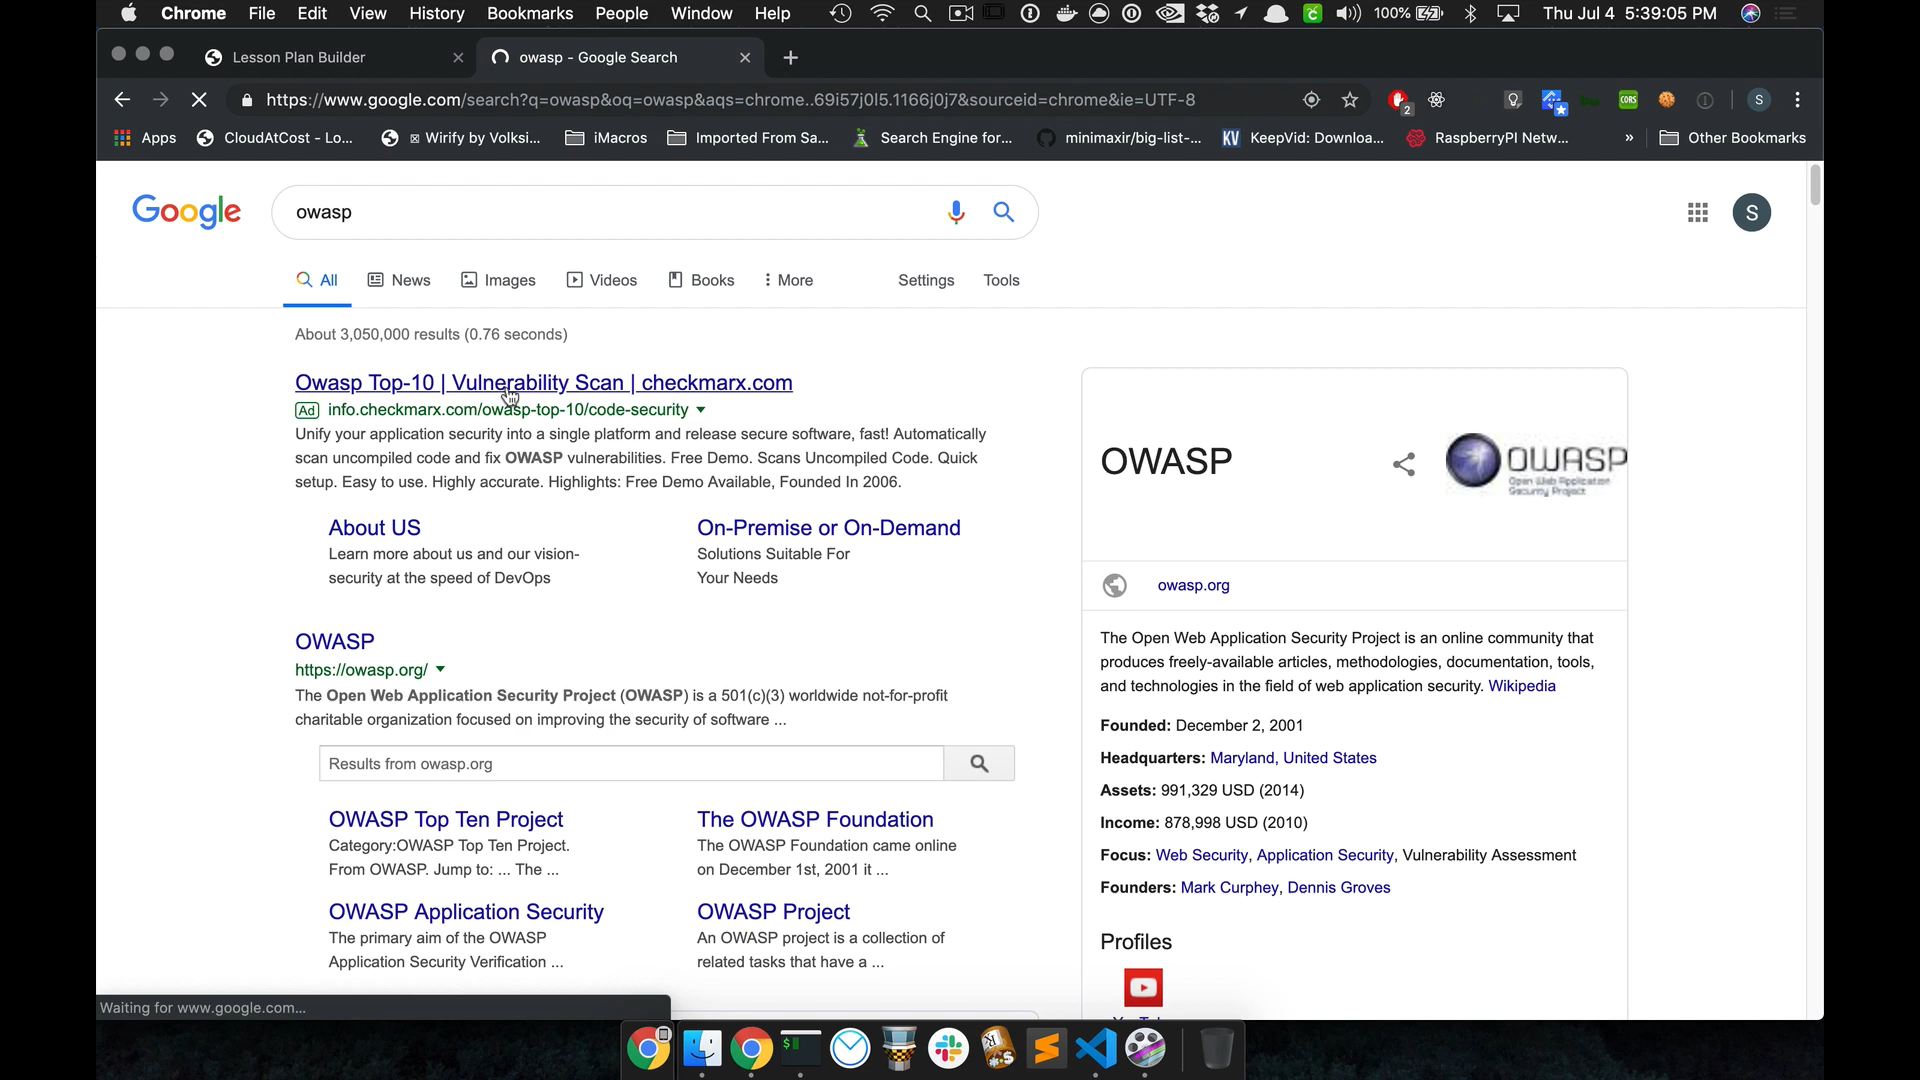 Chrome File Edit View History Bookmarks People Window Help 100% Thu Jul 4 5:39:05 PM
Lesson Plan Builder
owasp - Google Search
https://www.google.com/search?q=owasp&oq=owasp&aqs=chrome..69i57j0l5.1166j0j7&sourceid=chrome&ie=UTF-8
2
CORS
S
Apps CloudAtCost - Lo... Wirify by Volksi... iMacros Imported From Sa... Search Engine for... minimaxir/big-list-... KV KeepVid: Downloa... RaspberryPI Netw... » Other Bookmarks
Google
owasp
S
All News Images Videos Books More Settings Tools
About 3,050,000 results (0.76 seconds)
Owasp Top-10 | Vulnerability Scan | checkmarx.com
Ad info.checkmarx.com/owasp-top-10/code-security
Unify your application security into a single platform and release secure software, fast! Automatically
scan uncompiled code and fix OWASP vulnerabilities. Free Demo. Scans Uncompiled Code. Quick
setup. Easy to use. Highly accurate. Highlights: Free Demo Available, Founded In 2006.
About US
Learn more about us and our vision-
security at the speed of DevOps
On-Premise or On-Demand
Solutions Suitable For
Your Needs
OWASP
https://owasp.org/
The Open Web Application Security Project (OWASP) is a 501(c)(3) worldwide not-for-profit
charitable organization focused on improving the security of software ...
Results from owasp.org
OWASP Top Ten Project
Category:OWASP Top Ten Project.
From OWASP. Jump to: ... The ...
The OWASP Foundation
The OWASP Foundation came online
on December 1st, 2001 it ...
OWASP Application Security
The primary aim of the OWASP
Application Security Verification ...
OWASP Project
An OWASP project is a collection of
related tasks that have a ...
OWASP
OWASP
Open Web Application
Security Project
owasp.org
The Open Web Application Security Project is an online community that
produces freely-available articles, methodologies, documentation, tools,
and technologies in the field of web application security. Wikipedia
Founded: December 2, 2001
Headquarters: Maryland, United States
Assets: 991,329 USD (2014)
Income: 878,998 USD (2010)
Focus: Web Security, Application Security, Vulnerability Assessment
Founders: Mark Curphey, Dennis Groves
Profiles
Waiting for www.google.com...